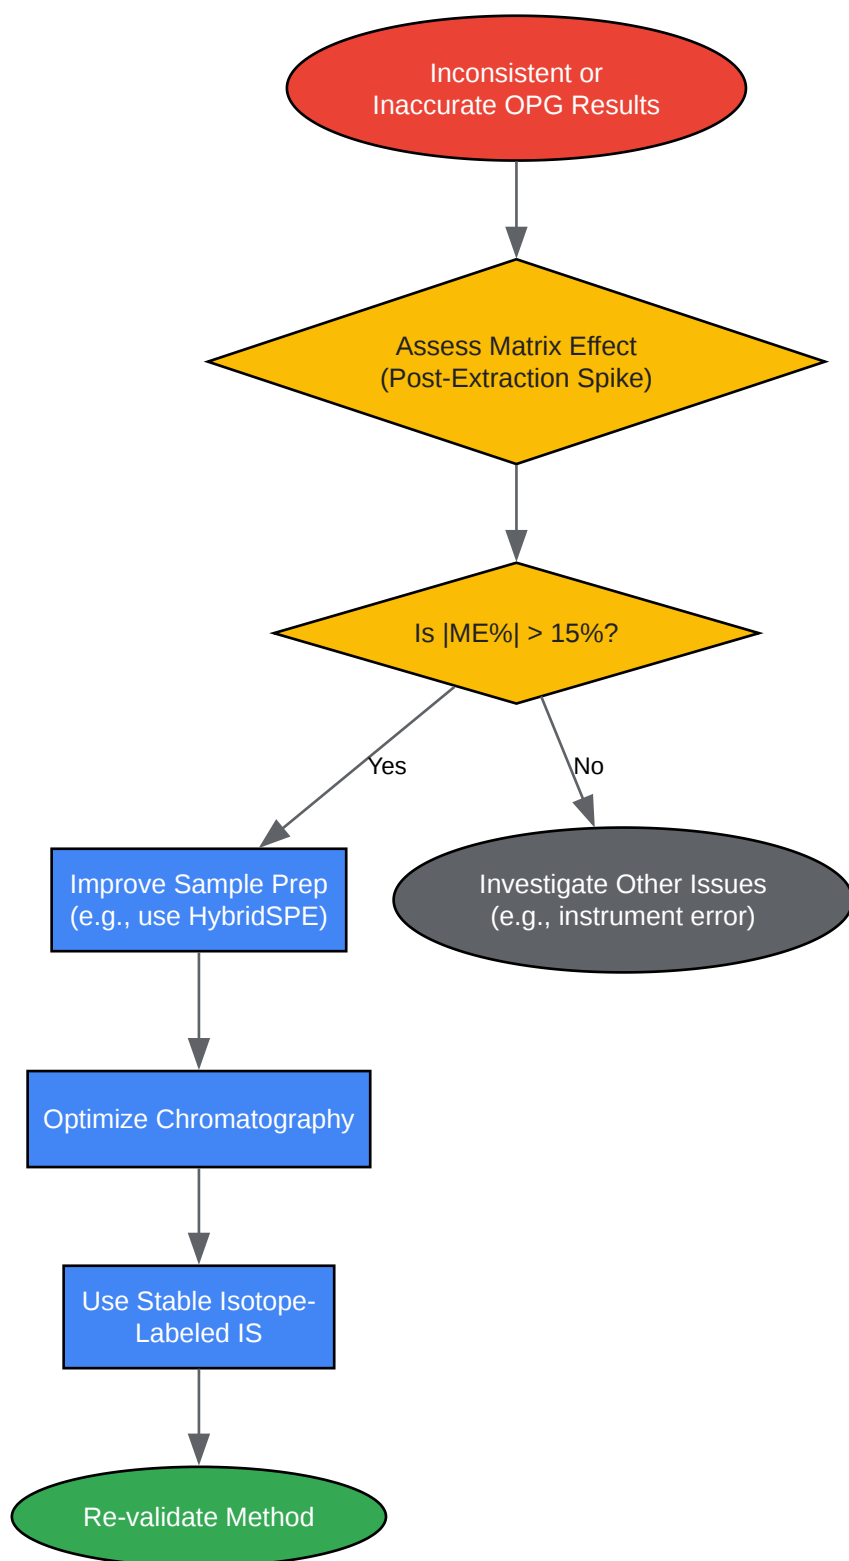 Inconsistent or
Inaccurate OPG Results
Assess Matrix Effect
(Post-Extraction Spike)
Is |ME%| > 15%?
Yes
No
Improve Sample Prep
(e.g., use HybridSPE)
Investigate Other Issues
(e.g., instrument error)
Optimize Chromatography
Use Stable Isotope-
Labeled IS
Re-validate Method